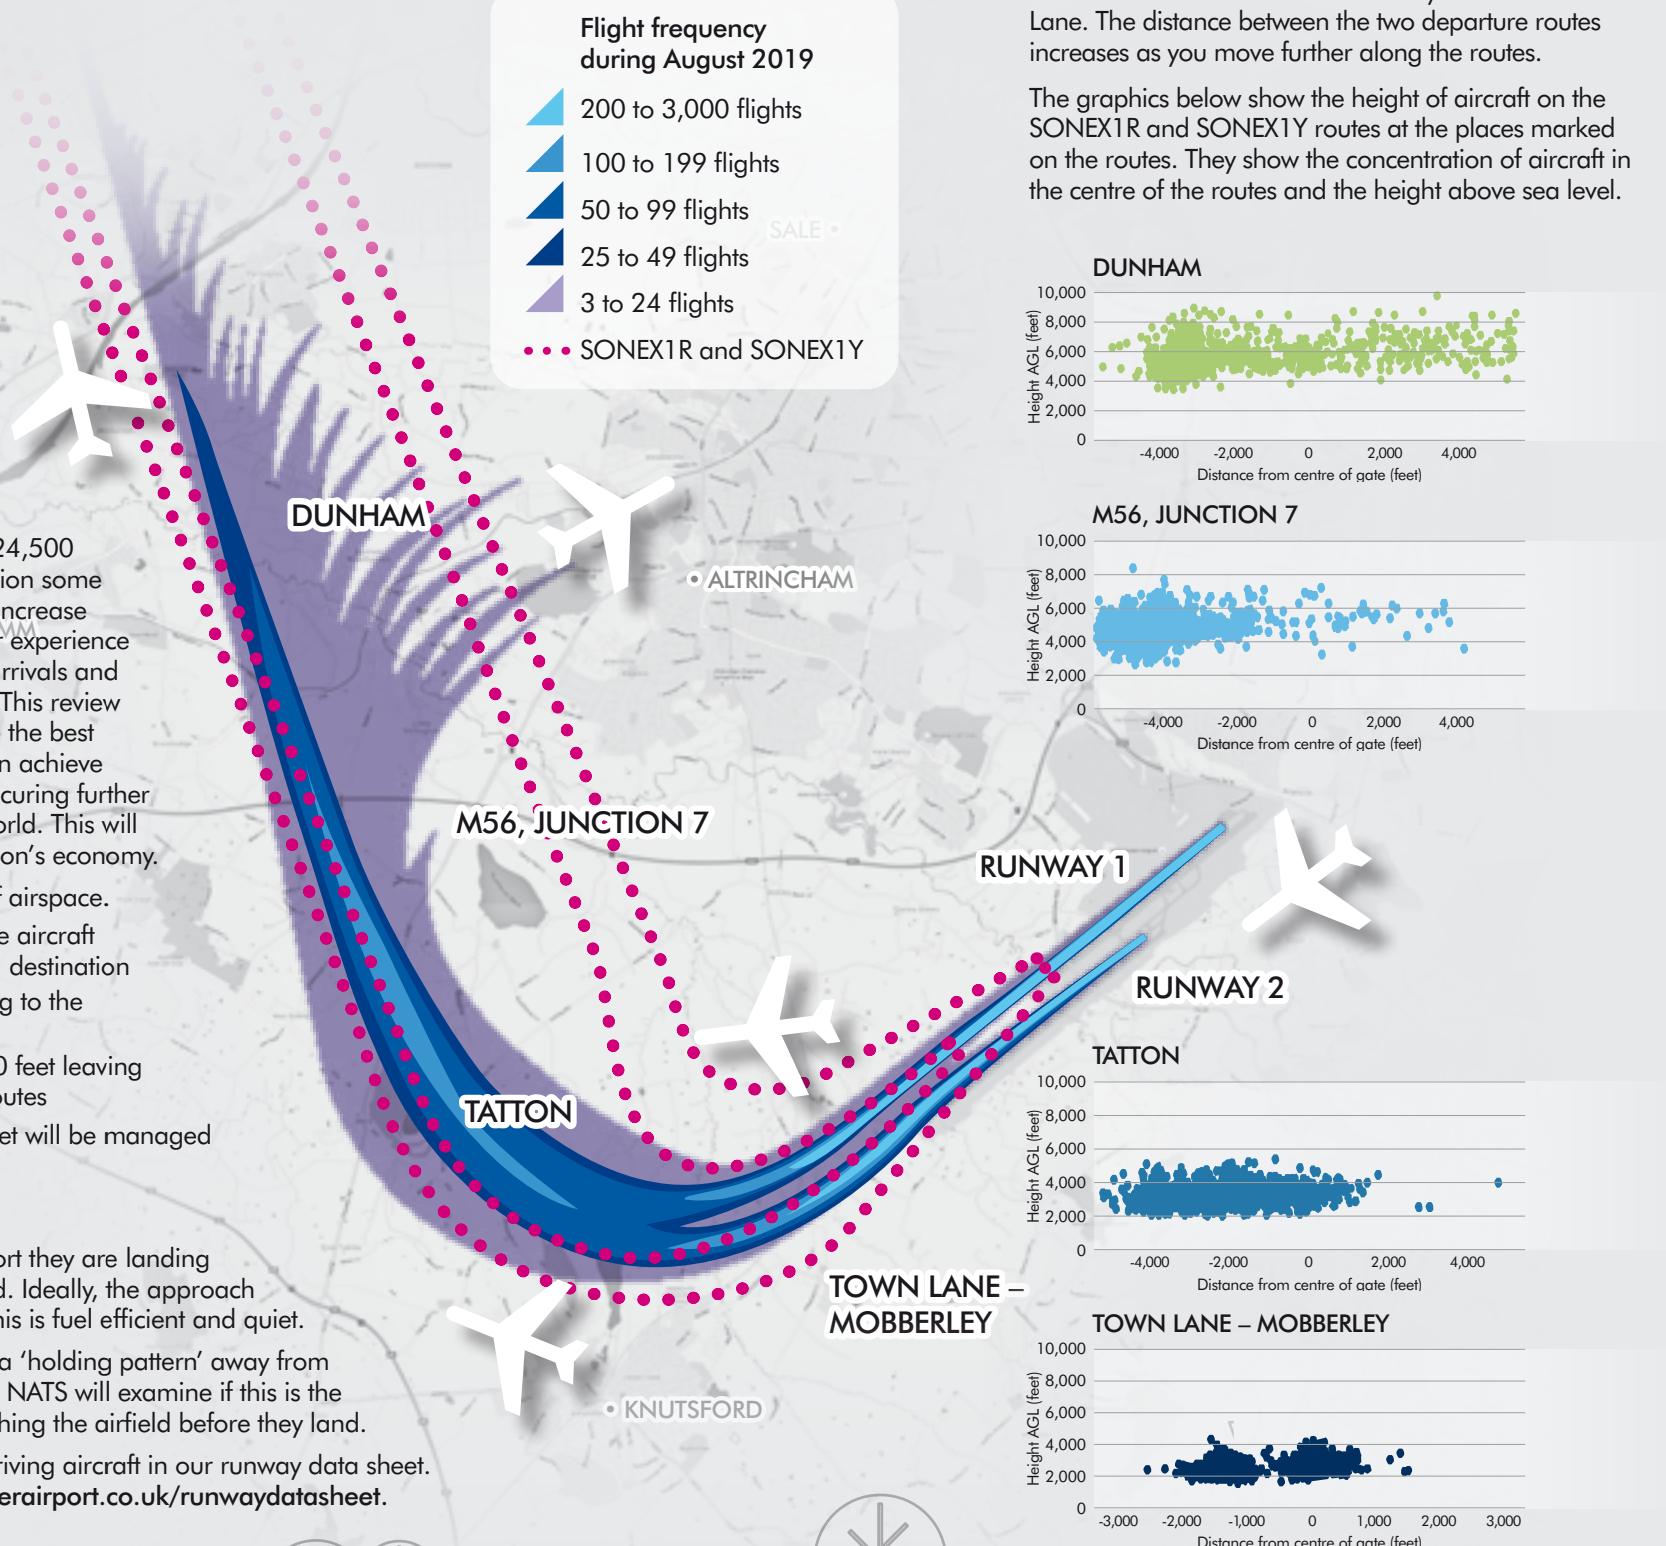 Flight frequency
during August 2019
200 to 3,000 flights
100 to 199 flights
50 to 99 flights
25 to 49 flights
3 to 24 flights
SONEX1R and SONEX1Y
SALE
DUNHAM
ALTRINCHAM
M56, JUNCTION 7
RUNWAY 1
RUNWAY 2
TATTON
TOWN LANE –
MOBBERLEY
KNUTSFORD
24,500
ion some
increase
experience
rrivals and
This review
the best
n achieve
curing further
orld. This will
on's economy.
f airspace.
e aircraft
destination
g to the
0 feet leaving
outes
et will be managed
ort they are landing
d. Ideally, the approach
his is fuel efficient and quiet.
a ‘holding pattern’ away from
NATS will examine if this is the
hing the airfield before they land.
riving aircraft in our runway data sheet.
erairport.co.uk/runwaydatasheet.
Lane. The distance between the two departure routes
increases as you move further along the routes.
The graphics below show the height of aircraft on the
SONEX1R and SONEX1Y routes at the places marked
on the routes. They show the concentration of aircraft in
the centre of the routes and the height above sea level.
DUNHAM
Height AGL (feet)
10,000
8,000
6,000
4,000
2,000
0
-4,000 -2,000 0 2,000 4,000
Distance from centre of gate (feet)
M56, JUNCTION 7
Height AGL (feet)
10,000
8,000
6,000
4,000
2,000
0
-4,000 -2,000 0 2,000 4,000
Distance from centre of gate (feet)
TATTON
Height AGL (feet)
10,000
8,000
6,000
4,000
2,000
0
-4,000 -2,000 0 2,000 4,000
Distance from centre of gate (feet)
TOWN LANE – MOBBERLEY
Height AGL (feet)
10,000
8,000
6,000
4,000
2,000
0
-3,000 -2,000 -1,000 0 1,000 2,000 3,000
Distance from centre of gate (feet)